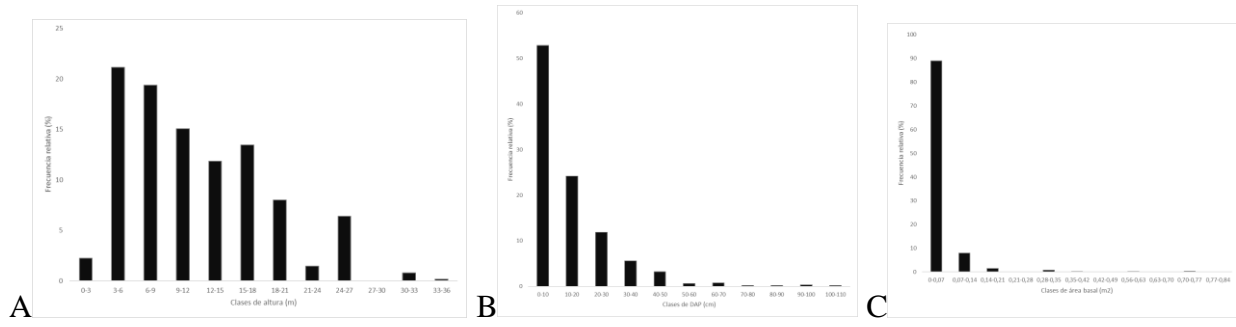 25
20
15
10
5
0
Frecuencia relativa (%)
0-3 3-6 6-9 9-12 12-15 15-18 18-21 21-24 24-27 27-30 30-33 33-36
Clases de altura (m)
A
60
50
40
30
20
10
0
Frecuencia relativa (%)
0-10 10-20 20-30 30-40 40-50 50-60 60-70 70-80 80-90 90-100 100-110
Clases de DAP (cm)
B
100
90
80
70
60
50
40
30
20
10
0
Frecuencia relativa (%)
0-0,07 0,07-0,14 0,14-0,21 0,21-0,28 0,28-0,35 0,35-0,42 0,42-0,49 0,56-0,63 0,63-0,70 0,70-0,77 0,77-0,84
Clases de área basal (m2)
C